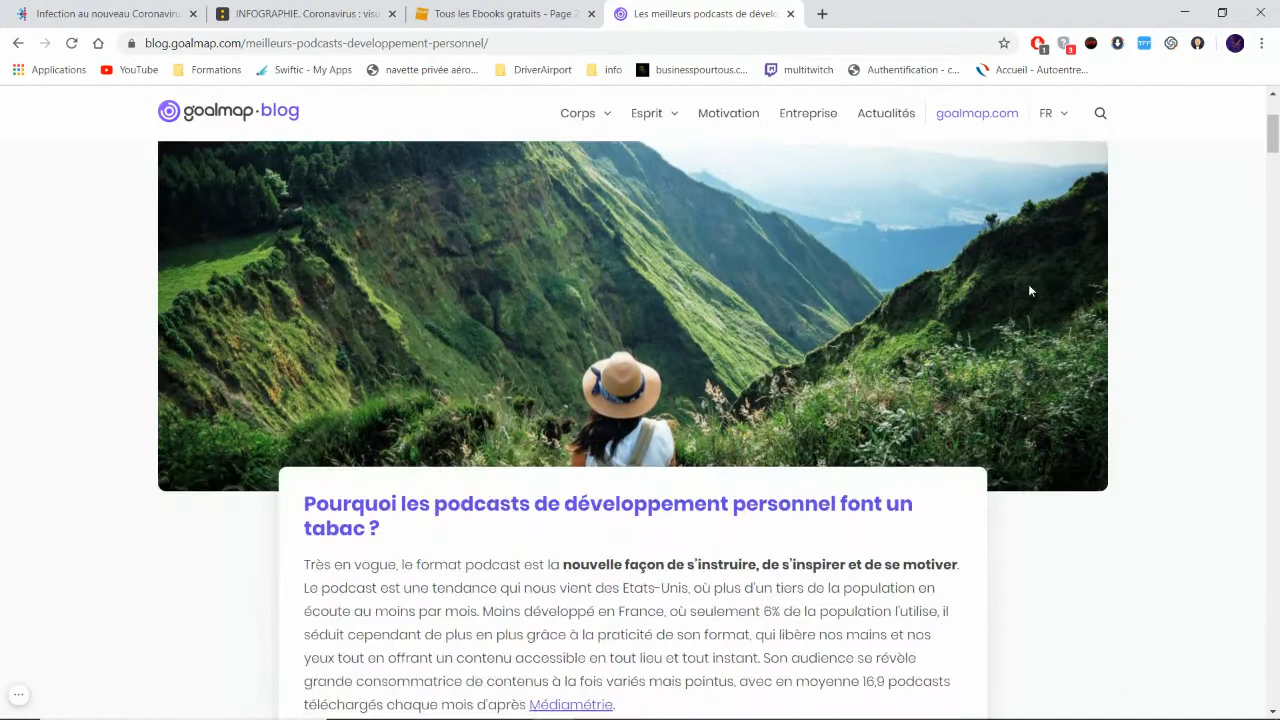 Infection au nouveau Coronaviru
INFOGRAPHIE. Coronavirus : visu
Tous les Ebooks gratuits - Page 2
Les meilleurs podcasts de dévelo
blog.goalmap.com/meilleurs-podcasts-developpement-personnel/
1
3
TFF
Applications
YouTube
Formations
Swiftic - My Apps
navette privée aéro...
DriverAirport
info
businesspourtous.c...
multitwitch
Authentification - c...
Accueil - Autoentre...
goalmap·blog
Corps
Esprit
Motivation
Entreprise
Actualités
goalmap.com
FR
Pourquoi les podcasts de développement personnel font un
tabac ?
Très en vogue, le format podcast est la nouvelle façon de s'instruire, de s'inspirer et de se motiver.
Le podcast est une tendance qui nous vient des Etats-Unis, où plus d'un tiers de la population en
écoute au moins par mois. Moins développé en France, où seulement 6% de la population l'utilise, il
séduit cependant de plus en plus grâce à la praticité de son format, qui libère nos mains et nos
yeux tout en offrant un contenu accessible en tout lieu et tout instant. Son audience se révèle
grande consommatrice de contenus à la fois variés mais pointus, avec en moyenne 16,9 podcasts
téléchargés chaque mois d'après Médiamétrie.